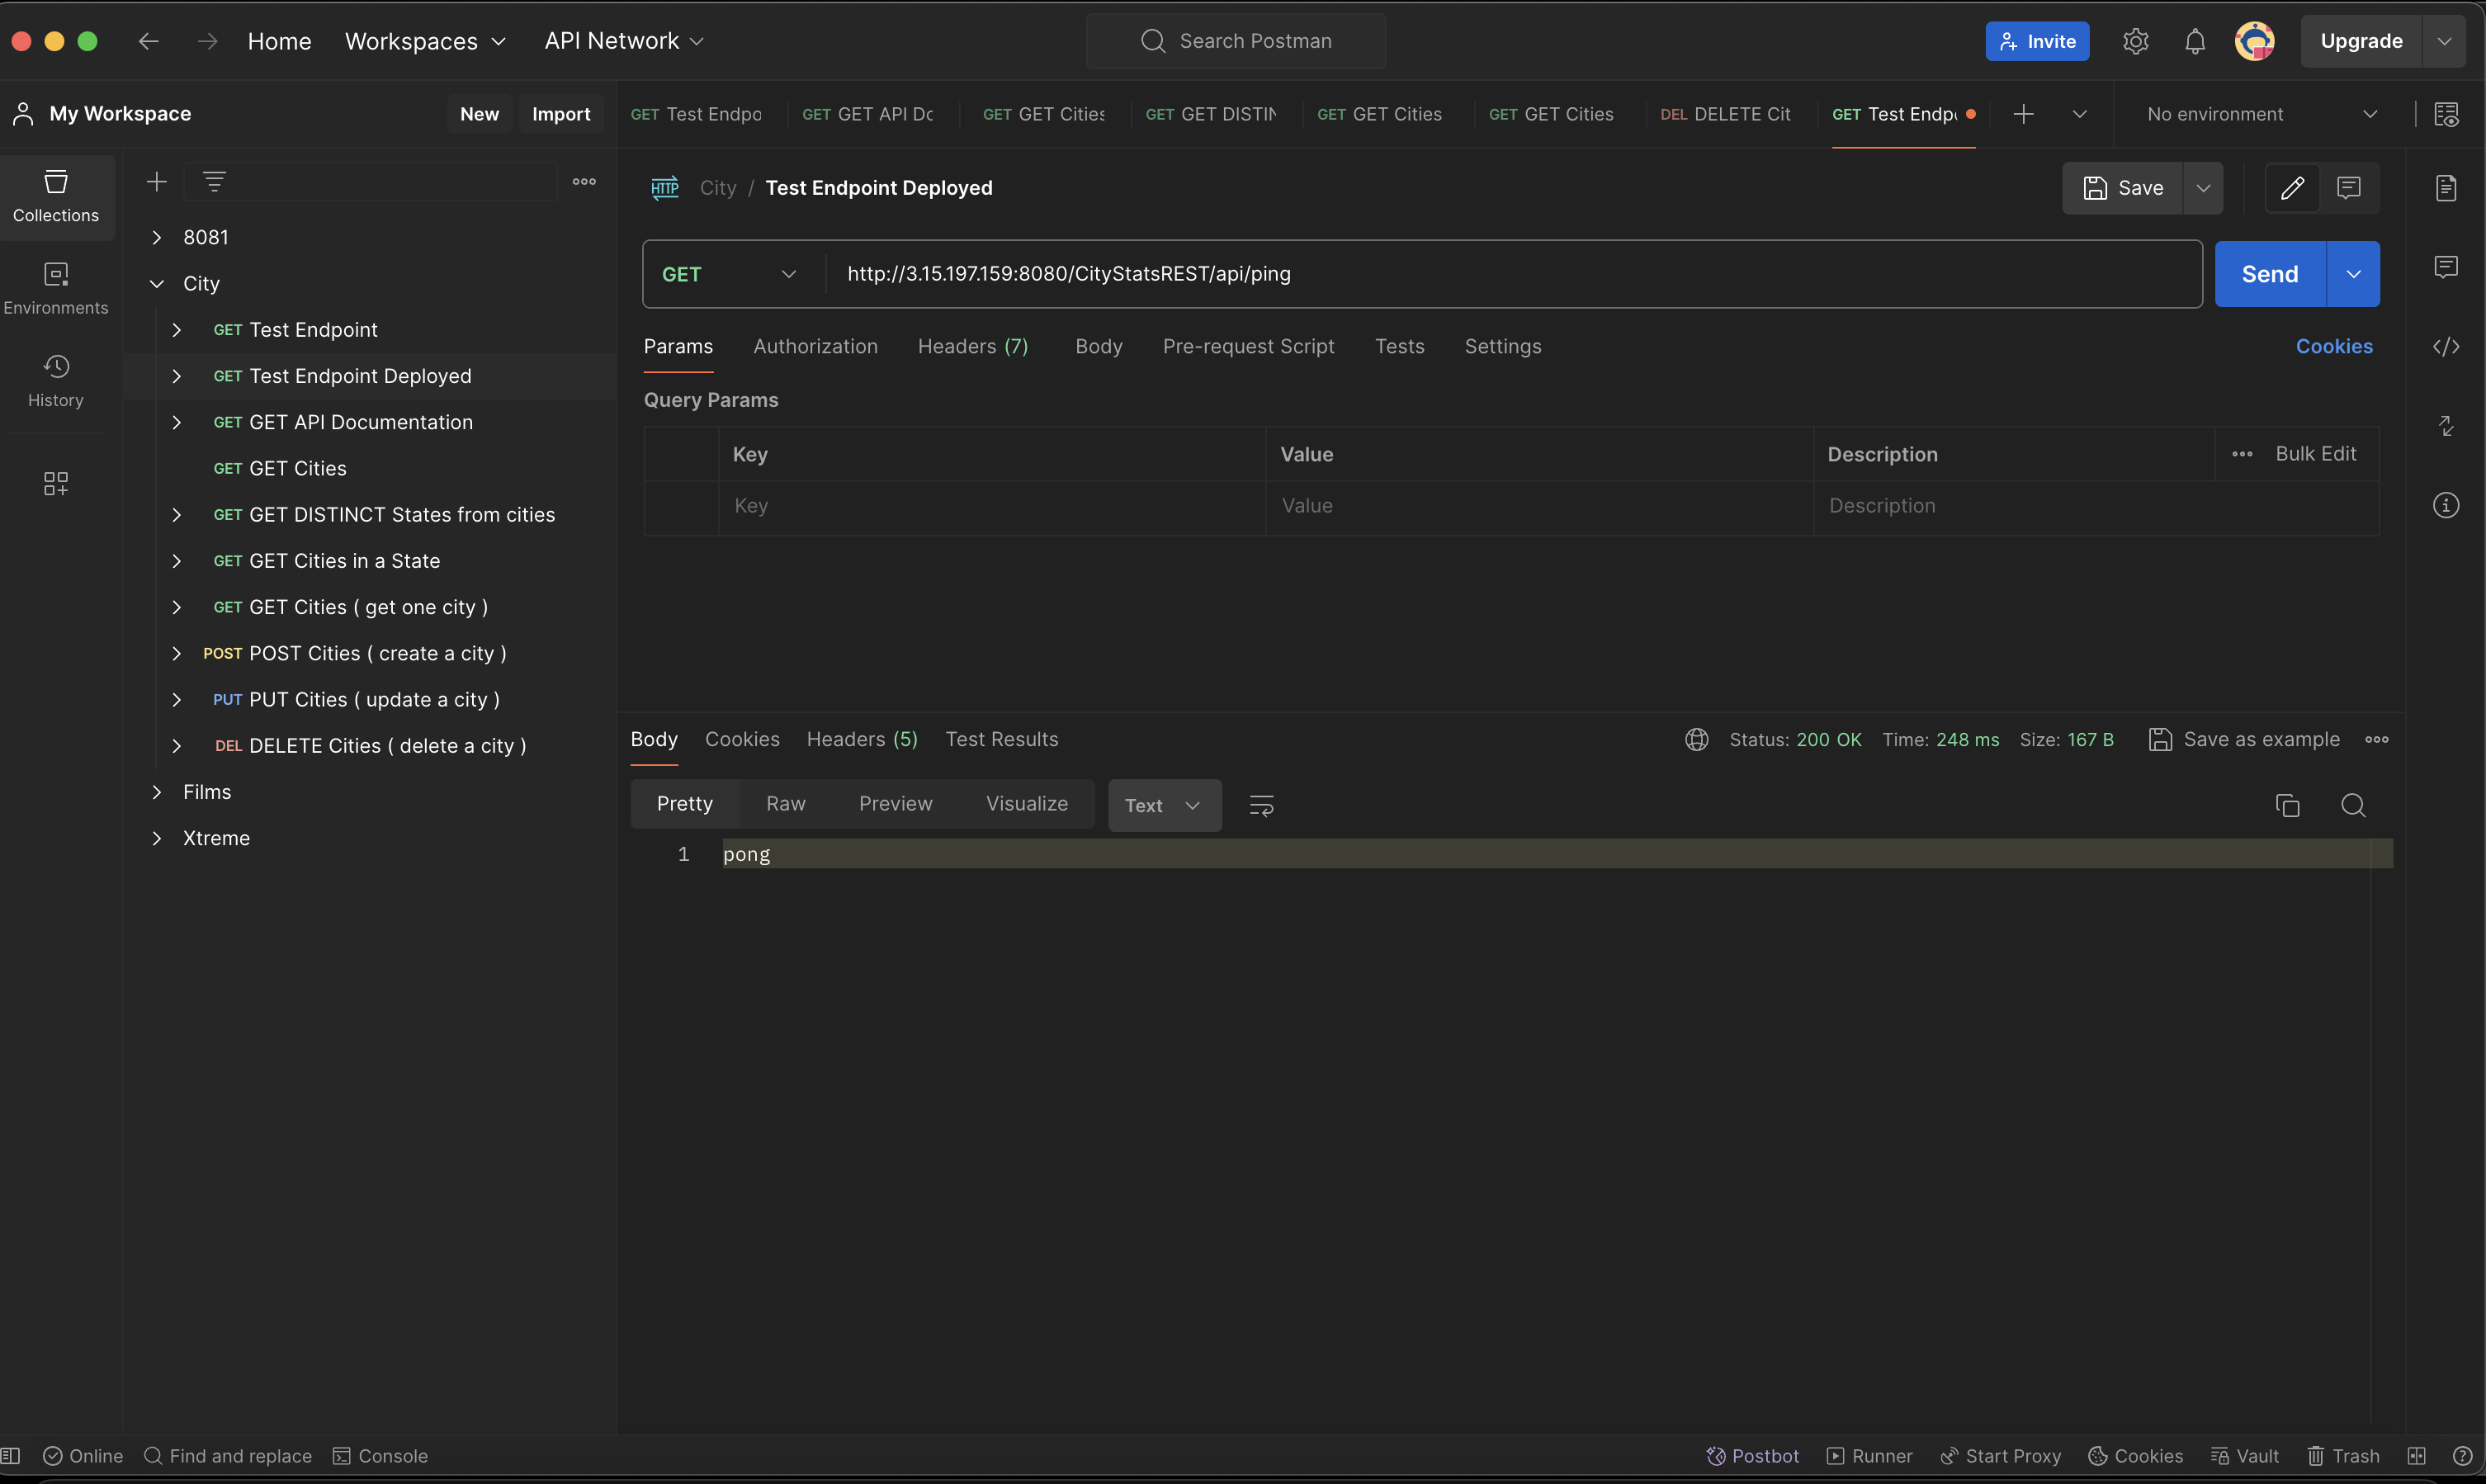 Home Workspaces API Network Search Postman Invite Upgrade
My Workspace New Import
GET Test Endpo GET GET API Dc GET GET Cities GET GET DISTIN GET GET Cities GET GET Cities DEL DELETE Cit GET Test Endp No environment
Collections
Environments
History
8081
City
GET Test Endpoint
GET Test Endpoint Deployed
GET GET API Documentation
GET GET Cities
GET GET DISTINCT States from cities
GET GET Cities in a State
GET GET Cities ( get one city )
POST POST Cities ( create a city )
PUT PUT Cities ( update a city )
DEL DELETE Cities ( delete a city )
Films
Xtreme
HTTP City / Test Endpoint Deployed Save
GET http://3.15.197.159:8080/CityStatsREST/api/ping Send
Params Authorization Headers (7) Body Pre-request Script Tests Settings Cookies
Query Params
Key Value Description Bulk Edit
Key Value Description
Body Cookies Headers (5) Test Results Status: 200 OK Time: 248 ms Size: 167 B Save as example
Pretty Raw Preview Visualize Text
1 pong
Online Find and replace Console Postbot Runner Start Proxy Cookies Vault Trash